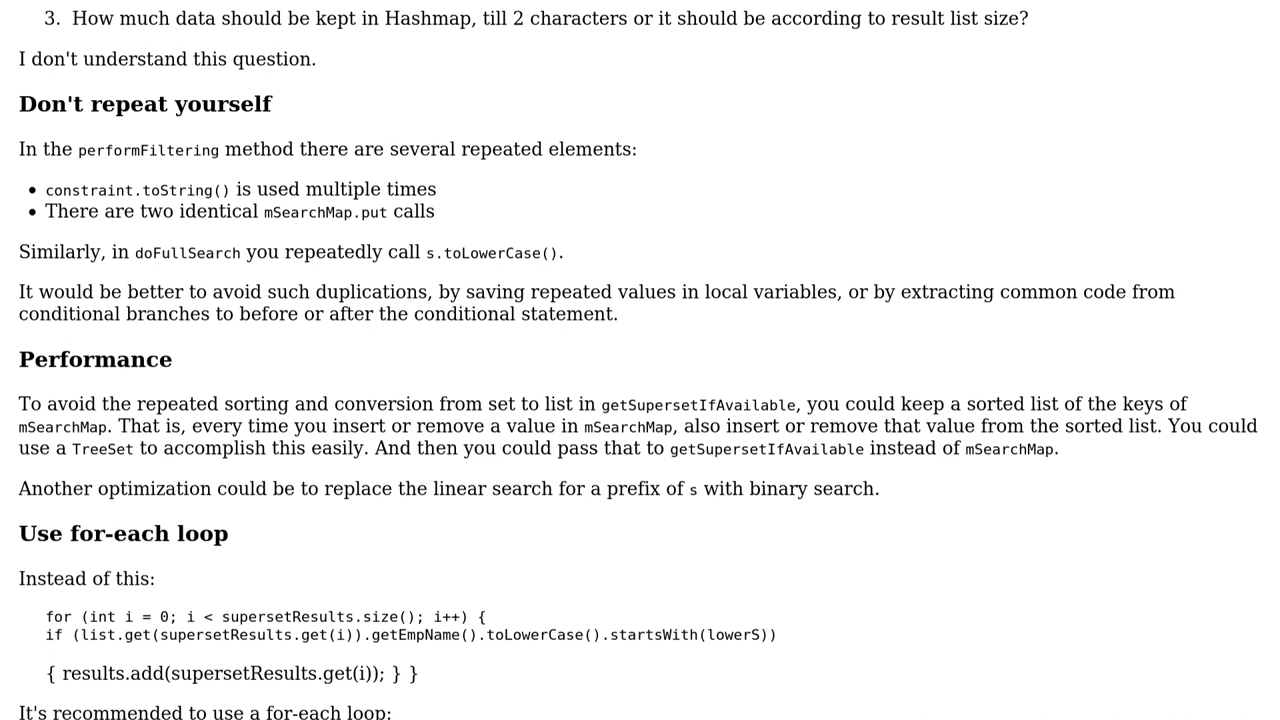 3. How much data should be kept in Hashmap, till 2 characters or it should be according to result list size?
I don't understand this question.
Don't repeat yourself
In the performFiltering method there are several repeated elements:
• constraint.toString() is used multiple times
• There are two identical mSearchMap.put calls
Similarly, in doFullSearch you repeatedly call s.toLowerCase().
It would be better to avoid such duplications, by saving repeated values in local variables, or by extracting common code from
conditional branches to before or after the conditional statement.
Performance
To avoid the repeated sorting and conversion from set to list in getSupersetIfAvailable, you could keep a sorted list of the keys of
mSearchMap. That is, every time you insert or remove a value in mSearchMap, also insert or remove that value from the sorted list. You could
use a TreeSet to accomplish this easily. And then you could pass that to getSupersetIfAvailable instead of mSearchMap.
Another optimization could be to replace the linear search for a prefix of s with binary search.
Use for-each loop
Instead of this:
for (int i = 0; i < supersetResults.size(); i++) {
if (list.get(supersetResults.get(i)).getEmpName().toLowerCase().startsWith(lowerS))
{ results.add(supersetResults.get(i)); } }
It's recommended to use a for-each loop: